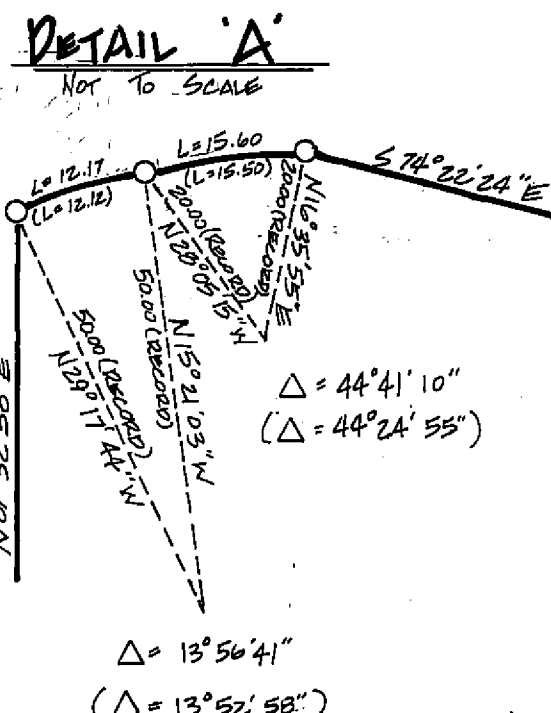 DETAIL 'A'
NOT TO SCALE
L=12.17
(L=12.12)
L=15.60
(L=15.50)
S 74°22'24"E
20.00 (RECORD)
N28°05'15"W
20.00 (RECORD)
N16°35'55"E
50.00 (RECORD)
N29°17'44"W
50.00 (RECORD)
N15°21'03"W
Δ = 44°41'10"
(Δ = 44°24'55")
Δ = 13°56'41"
(Δ = 13°52'58")